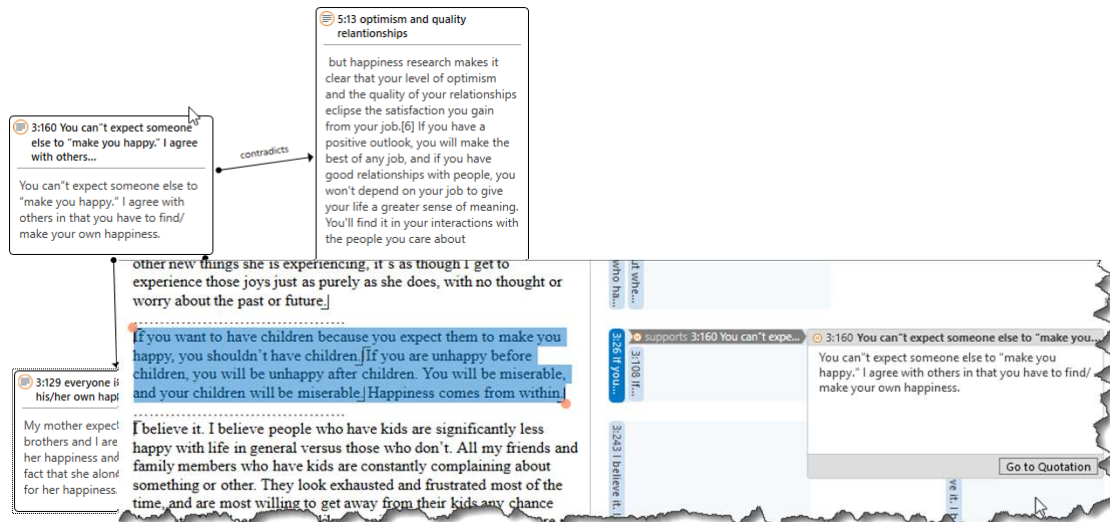 5:13 optimism and quality
relantionships
but happiness research makes it
clear that your level of optimism
and the quality of your relationships
eclipse the satisfaction you gain
from your job.[6] If you have a
positive outlook, you will make the
best of any job, and if you have
good relationships with people, you
won't depend on your job to give
your life a greater sense of meaning.
You'll find it in your interactions with
the people you care about
3:160 You can"t expect someone
else to “make you happy.” I agree
with others...
You can"t expect someone else to
“make you happy.” I agree with
others in that you have to find/
make your own happiness.
contradicts
3:129 everyone i
his/her own hap
My mother expect
brothers and I are
her happiness and
fact that she alon
for her happiness.
other new things she is experiencing, it's as though I get to
experience those joys just as purely as she does, with no thought or
worry about the past or future.
If you want to have children because you expect them to make you
happy, you shouldn’t have children. If you are unhappy before
children, you will be unhappy after children. You will be miserable,
and your children will be miserable. Happiness comes from within.
I believe it. I believe people who have kids are significantly less
happy with life in general versus those who don’t. All my friends and
family members who have kids are constantly complaining about
something or other. They look exhausted and frustrated most of the
time, and are most willing to get away from their kids any chance
who ha...
ut whe...
3:26 If you...
supports 3:160 You can"t expe...
3:108 If...
3:243 I believe it. I
3:160 You can"t expect someone else to “make you...
You can"t expect someone else to “make you
happy.” I agree with others in that you have to find/
make your own happiness.
Go to Quotation
ve it. I